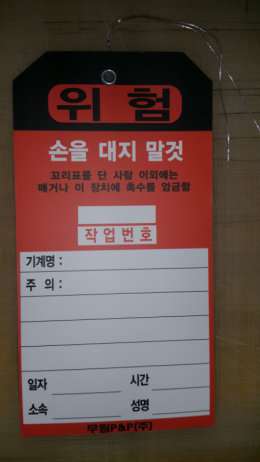 위 험
손을 대지 말것
꼬리표를 단 사람 이외에는
때거나 이 장치에 촉수를 엄금함
작업번호
기계명 :
주 의 :
일자 시간
소속 성명
무림P&P(주)